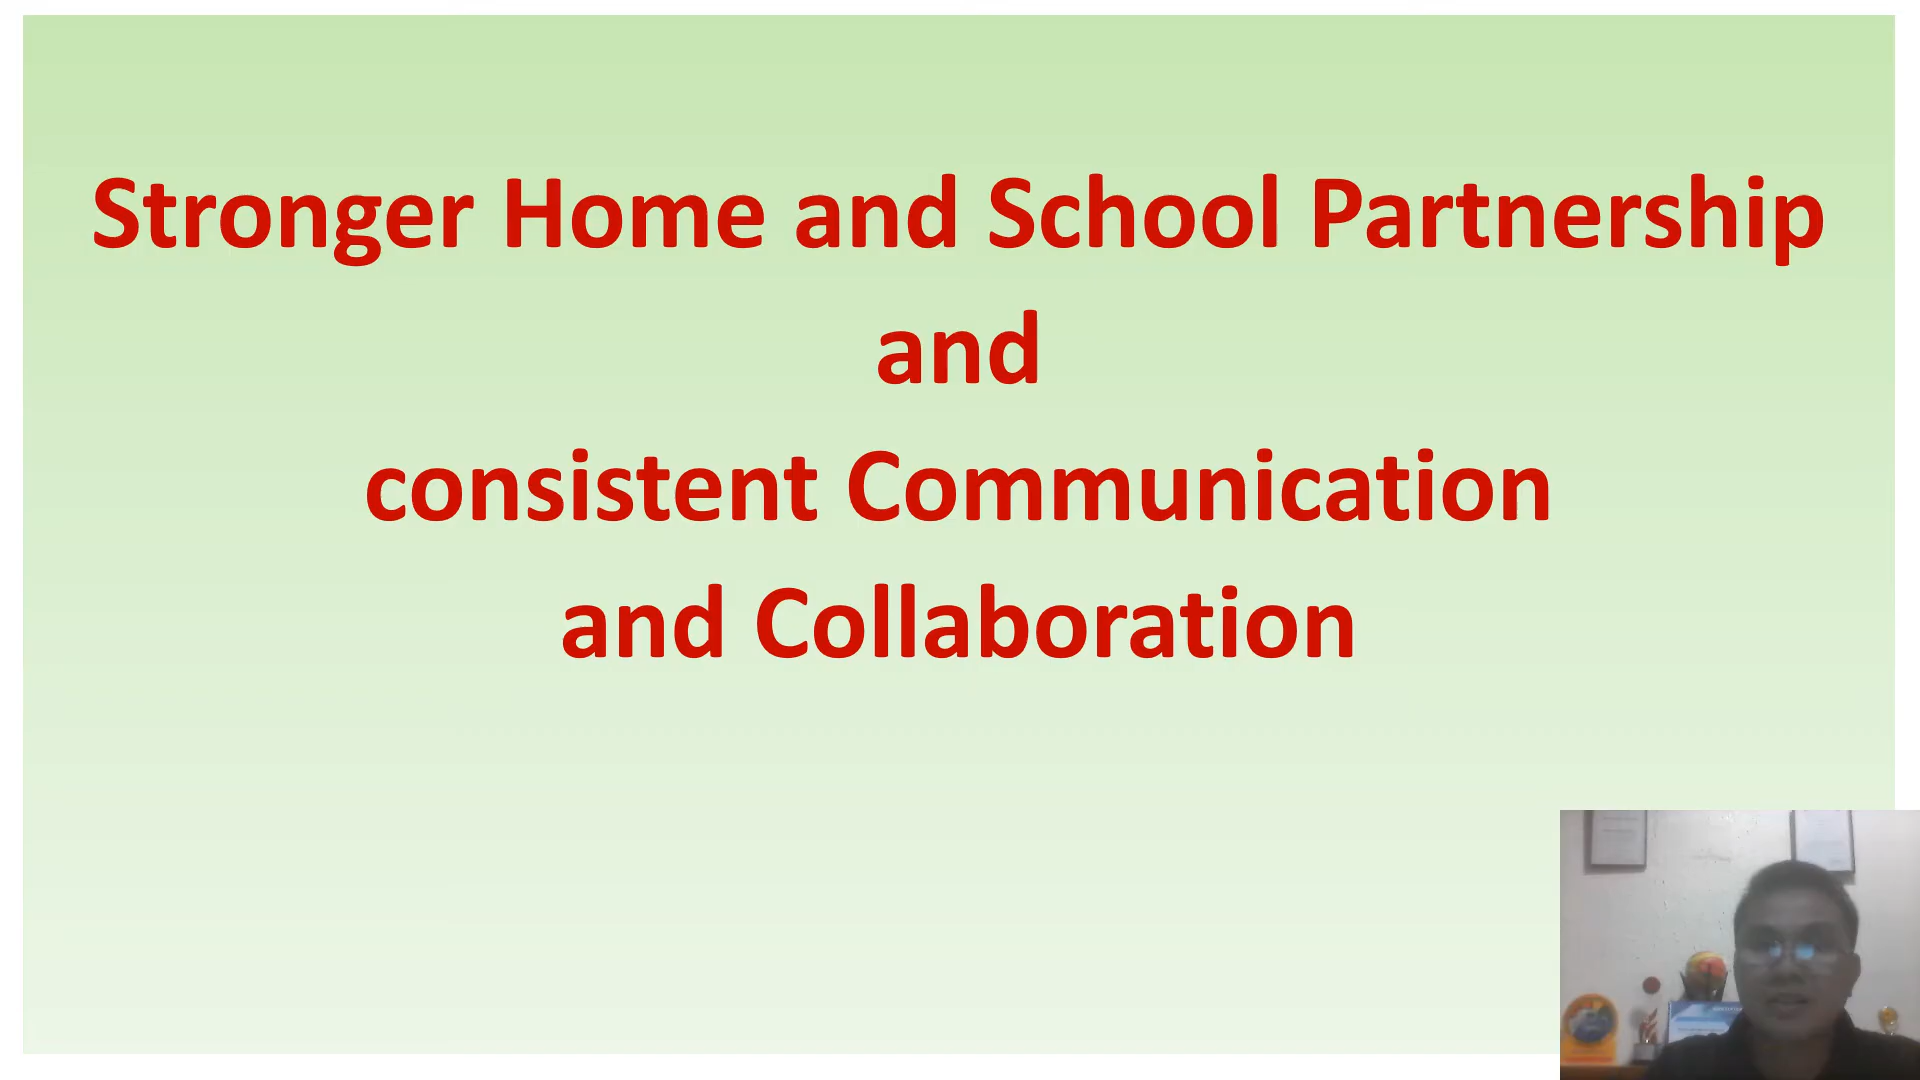 Stronger Home and School Partnership
and
consistent Communication
and Collaboration